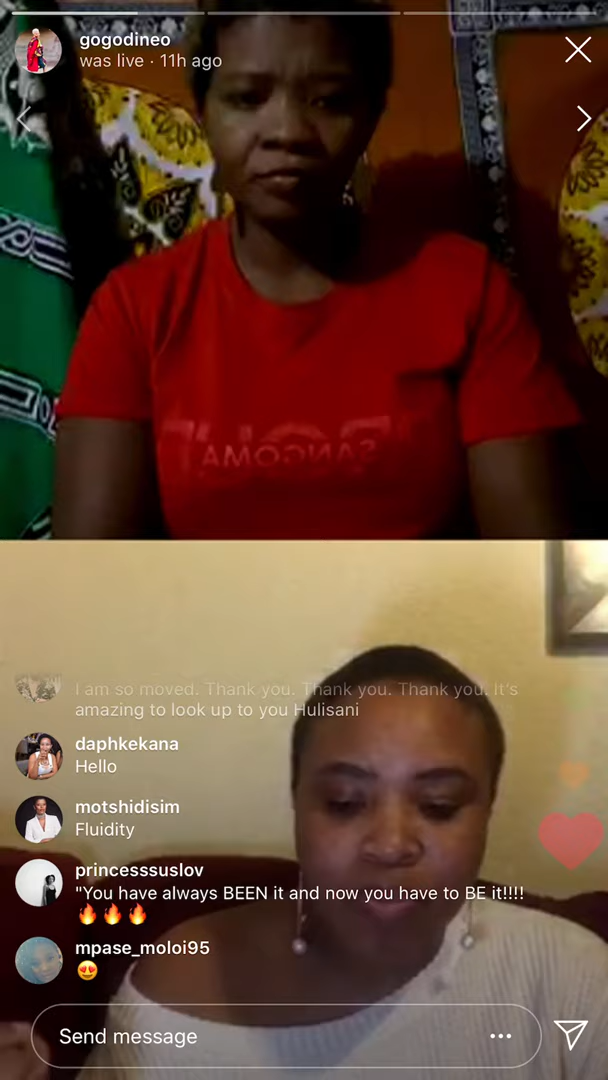 gogodineo
was live · 11h ago
SANGOMA
I am so moved. Thank you. Thank you. Thank you. It's
amazing to look up to you Hulisani
daphkekana
Hello
motshidisim
Fluidity
princesssuslov
"You have always BEEN it and now you have to BE it!!!!
🔥🔥🔥
mpase_moloi95
😍
Send message